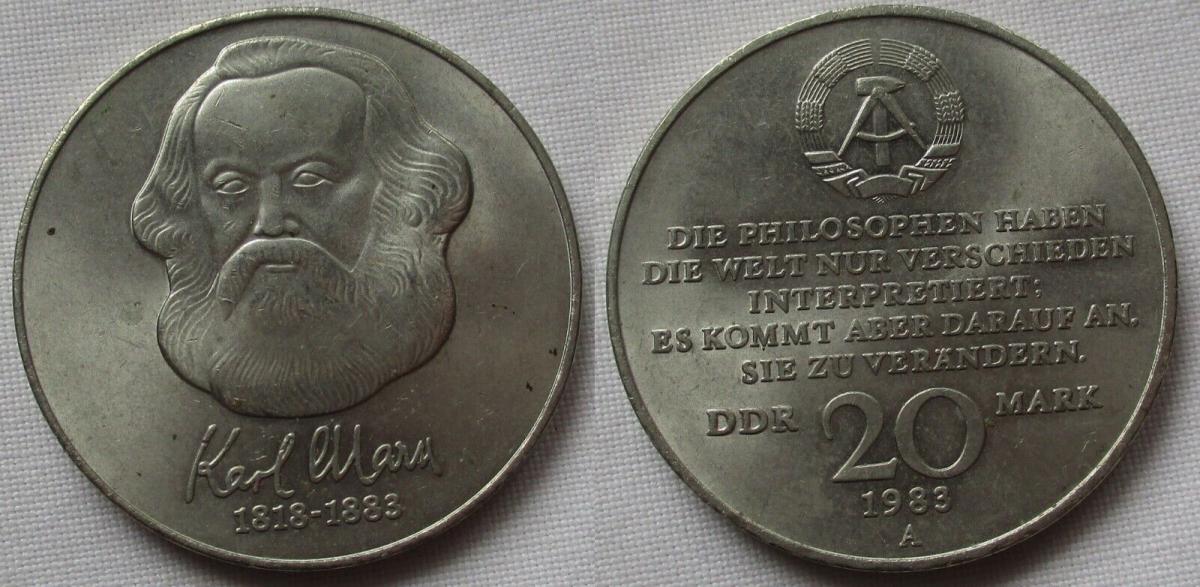 Karl Marx
1818-1883
DIE PHILOSOPHEN HABEN
DIE WELT NUR VERSCHIEDEN
INTERPRETIERT;
ES KOMMT ABER DARAUF AN,
SIE ZU VERÄNDERN.
DDR 20 MARK
1983
A